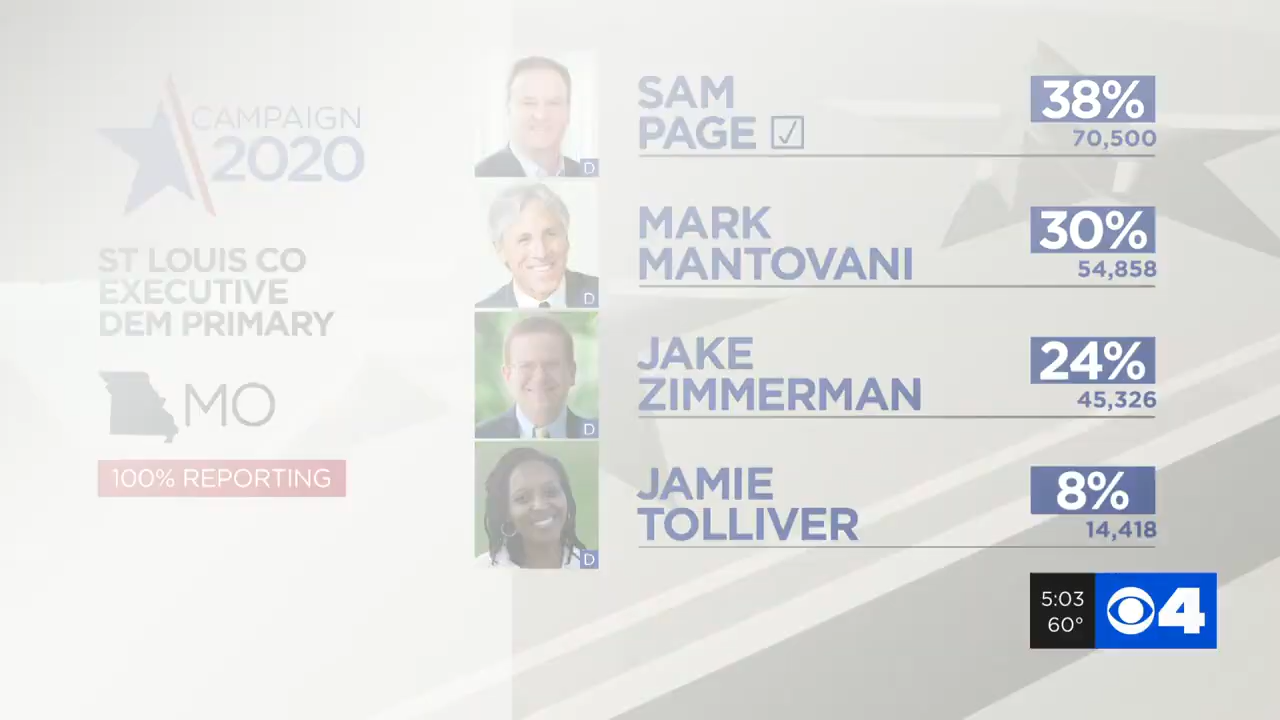 CAMPAIGN
2020
ST LOUIS CO
EXECUTIVE
DEM PRIMARY
MO
100% REPORTING
D
SAM
PAGE ☑
38%
70,500
D
MARK
MANTOVANI
30%
54,858
D
JAKE
ZIMMERMAN
24%
45,326
D
JAMIE
TOLLIVER
8%
14,418
5:03
60°
4